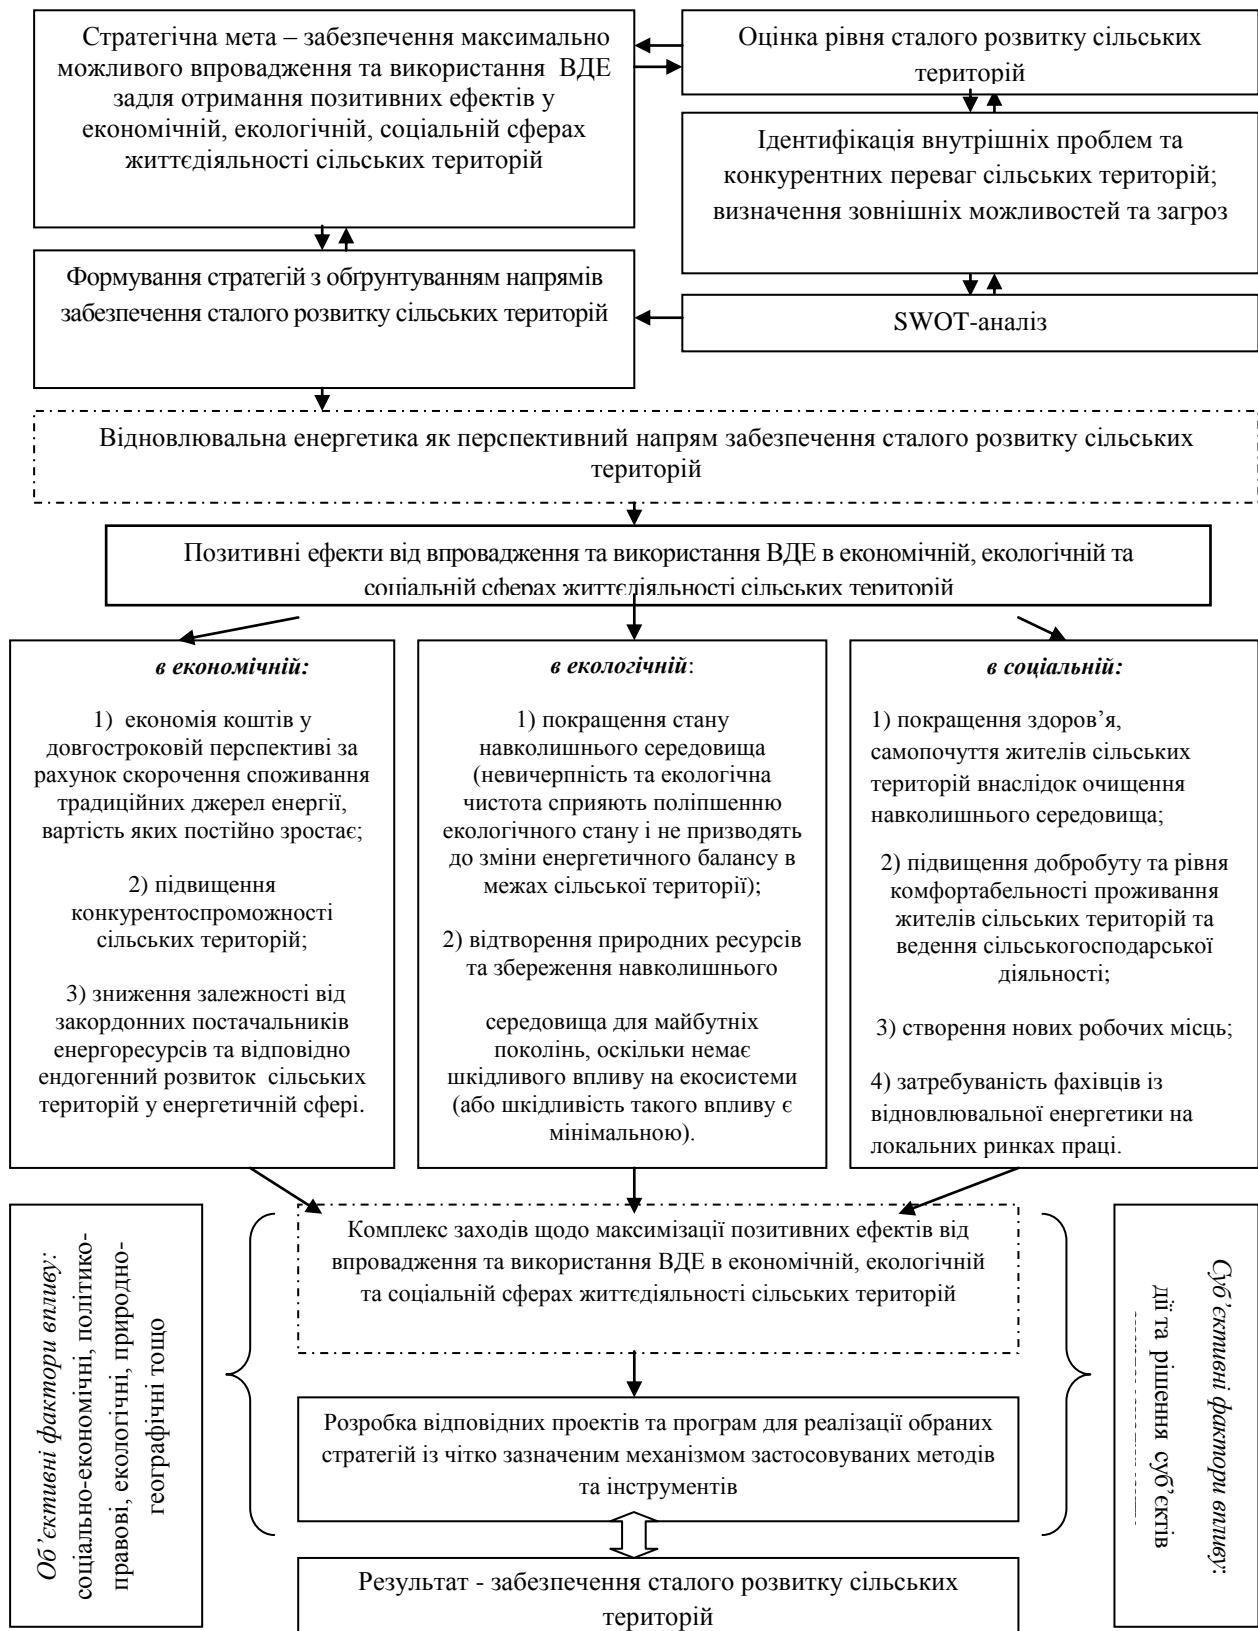 Стратегічна мета – забезпечення максимально
можливого впровадження та використання ВДЕ
задля отримання позитивних ефектів у
економічній, екологічній, соціальній сферах
життєдіяльності сільських територій
Оцінка рівня сталого розвитку сільських
територій
Ідентифікація внутрішніх проблем та
конкурентних переваг сільських територій;
визначення зовнішніх можливостей та загроз
Формування стратегій з обґрунтуванням напрямів
забезпечення сталого розвитку сільських територій
SWOT-аналіз
Відновлювальна енергетика як перспективний напрям забезпечення сталого розвитку сільських
територій
Позитивні ефекти від впровадження та використання ВДЕ в економічній, екологічній та
соціальній сферах життєдіяльності сільських територій
в економічній:
1) економія коштів у
довгостроковій перспективі за
рахунок скорочення споживання
традиційних джерел енергії,
вартість яких постійно зростає;
2) підвищення
конкурентоспроможності
сільських територій;
3) зниження залежності від
закордонних постачальників
енергоресурсів та відповідно
ендогенний розвиток сільських
територій у енергетичній сфері.
в екологічній:
1) покращення стану
навколишнього середовища
(невичерпність та екологічна
чистота сприяють поліпшенню
екологічного стану і не призводять
до зміни енергетичного балансу в
межах сільської території);
2) відтворення природних ресурсів
та збереження навколишнього
середовища для майбутніх
поколінь, оскільки немає
шкідливого впливу на екосистеми
(або шкідливість такого впливу є
мінімальною).
в соціальній:
1) покращення здоров’я,
самопочуття жителів сільських
територій внаслідок очищення
навколишнього середовища;
2) підвищення добробуту та рівня
комфортабельності проживання
жителів сільських територій та
ведення сільськогосподарської
діяльності;
3) створення нових робочих місць;
4) затребуваність фахівців із
відновлювальної енергетики на
локальних ринках праці.
Об’єктивні фактори впливу:
соціально-економічні, політико-
правові, екологічні, природно-
географічні тощо
Комплекс заходів щодо максимізації позитивних ефектів від
впровадження та використання ВДЕ в економічній, екологічній
та соціальній сферах життєдіяльності сільських територій
Розробка відповідних проектів та програм для реалізації обраних
стратегій із чітко зазначеним механізмом застосовуваних методів
та інструментів
Результат - забезпечення сталого розвитку сільських
територій
Суб’єктивні фактори впливу:
дії та рішення суб’єктів